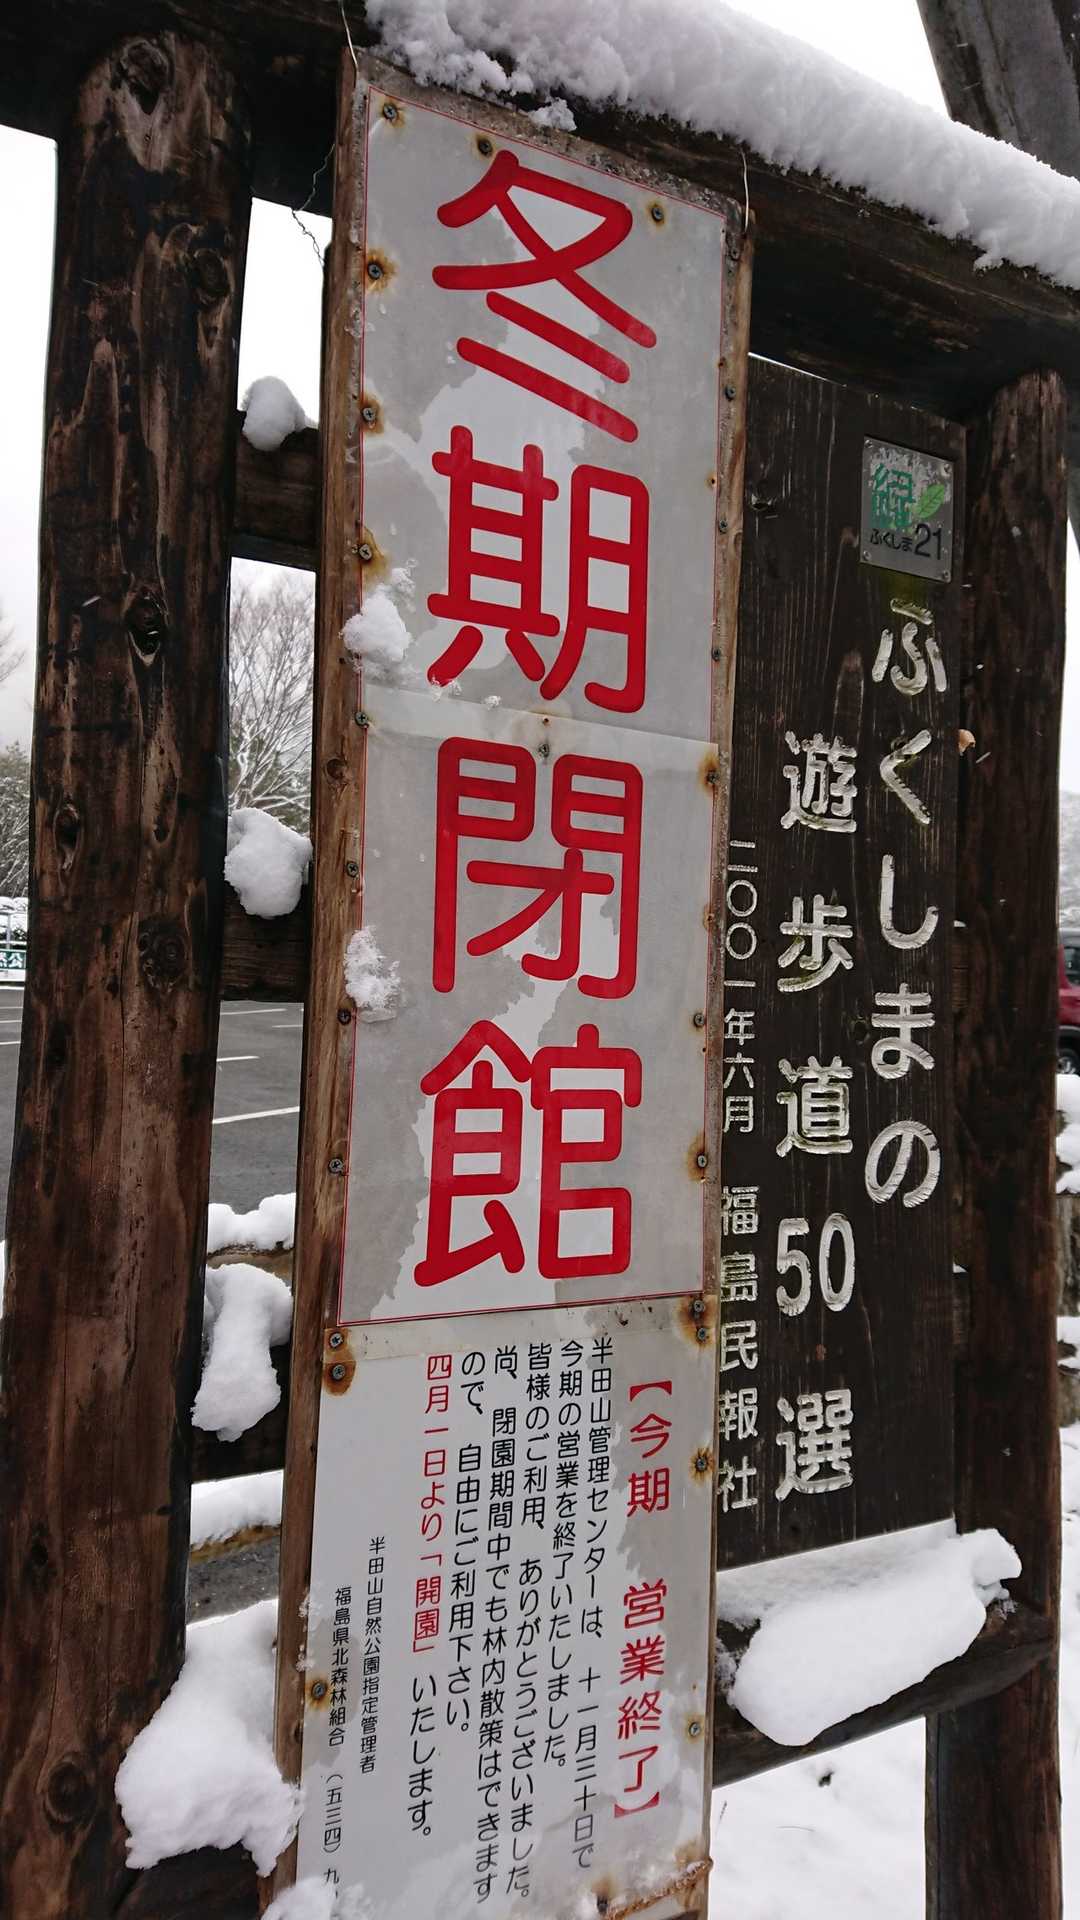 緑
ふくしま21
ふくしまの
遊歩道50選
二〇〇一年六月 福島民報社
冬期閉館
【今期 営業終了】
半田山管理センターは、十一月三十日で
今期の営業を終了いたしました。
皆様のご利用、ありがとうございました。
尚、閉園期間中でも林内散策はできます
ので、自由にご利用下さい。
四月一日より「開園」いたします。
半田山自然公園指定管理者
福島県北森林組合 (五三四)九